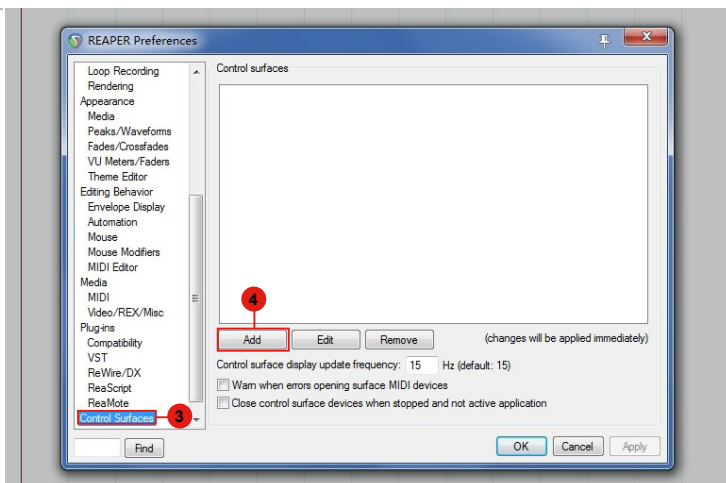 REAPER Preferences
Loop Recording
Rendering
Appearance
Media
Peaks/Waveforms
Fades/Crossfades
VU Meters/Faders
Theme Editor
Editing Behavior
Envelope Display
Automation
Mouse
Mouse Modifiers
MIDI Editor
Media
MIDI
Video/REX/Misc
Plug-ins
Compatibility
VST
ReWire/DX
ReaScript
ReaMote
Control Surfaces
3
Find
Control surfaces
4
Add Edit Remove (changes will be applied immediately)
Control surface display update frequency: 15 Hz (default: 15)
Warn when errors opening surface MIDI devices
Close control surface devices when stopped and not active application
OK Cancel Apply